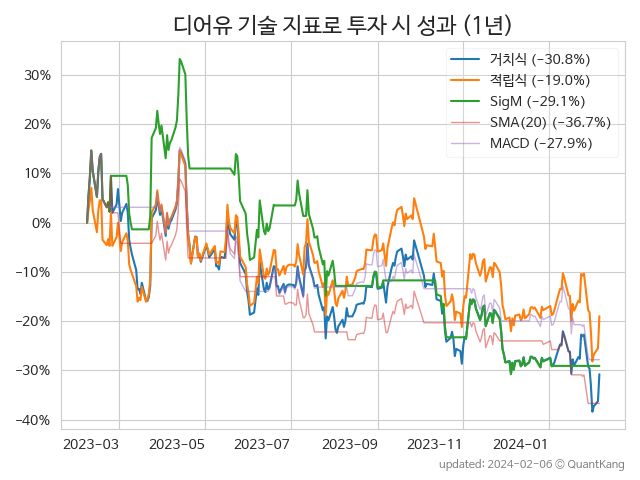 디어유 기술 지표로 투자 시 성과 (1년)
거치식 (−30.8%)
적립식 (−19.0%)
SigM (−29.1%)
SMA(20) (−36.7%)
MACD (−27.9%)
30%
20%
10%
0%
−10%
−20%
−30%
−40%
2023−03 2023−05 2023−07 2023−09 2023−11 2024−01
updated: 2024-02-06 © QuantKang